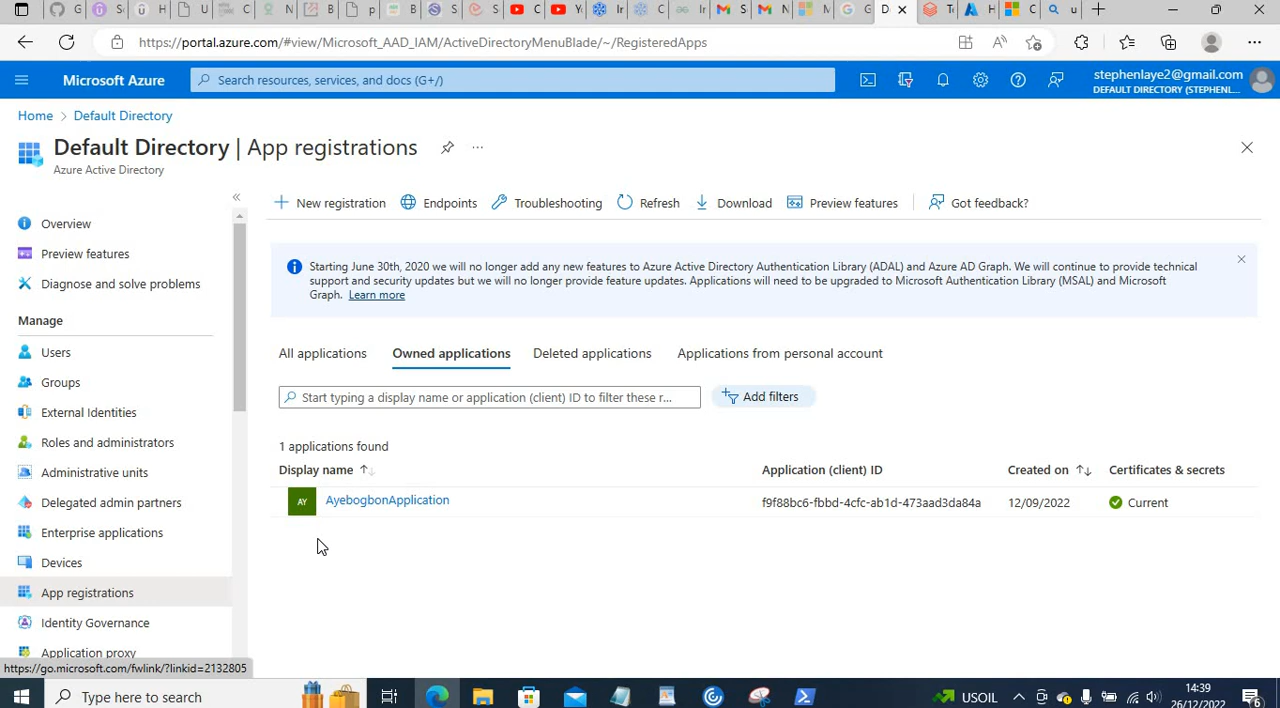 https://portal.azure.com/#view/Microsoft_AAD_IAM/ActiveDirectoryMenuBlade/~/RegisteredApps
Microsoft Azure
Search resources, services, and docs (G+/)
stephenlaye2@gmail.com
DEFAULT DIRECTORY (STEPHENL...
Home > Default Directory
Default Directory | App registrations
Azure Active Directory
Overview
Preview features
Diagnose and solve problems
Manage
Users
Groups
External Identities
Roles and administrators
Administrative units
Delegated admin partners
Enterprise applications
Devices
App registrations
Identity Governance
Application proxy
https://go.microsoft.com/fwlink/?linkid=2132805
New registration
Endpoints
Troubleshooting
Refresh
Download
Preview features
Got feedback?
Starting June 30th, 2020 we will no longer add any new features to Azure Active Directory Authentication Library (ADAL) and Azure AD Graph. We will continue to provide technical
support and security updates but we will no longer provide feature updates. Applications will need to be upgraded to Microsoft Authentication Library (MSAL) and Microsoft
Graph. Learn more
All applications
Owned applications
Deleted applications
Applications from personal account
Start typing a display name or application (client) ID to filter these r...
Add filters
1 applications found
Display name
Application (client) ID
Created on
Certificates & secrets
AY
AyebogbonApplication
f9f88bc6-fbbd-4cfc-ab1d-473aad3da84a
12/09/2022
Current
Type here to search
USOIL
14:39
26/12/2022
6